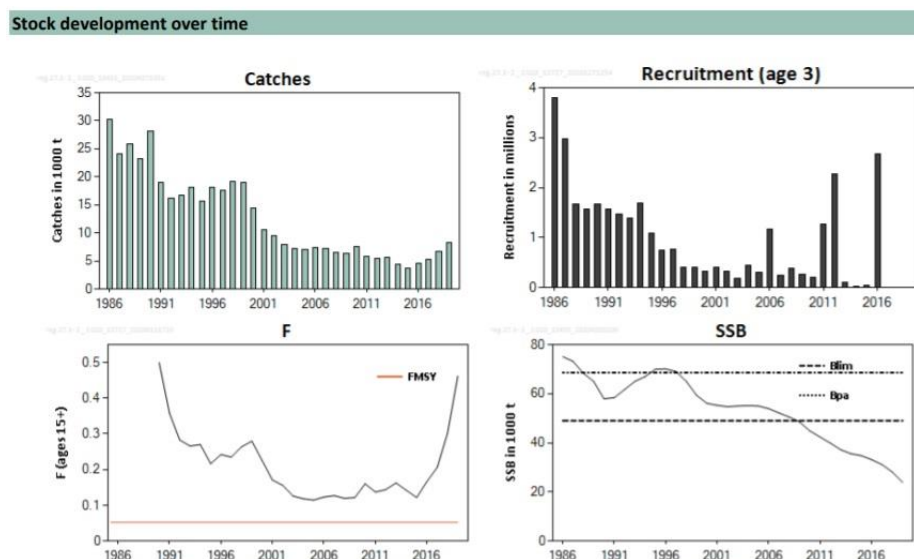 Stock development over time
Catches
Catches in 1000 t
35
30
25
20
15
10
5
0
1986 1991 1996 2001 2006 2011 2016
Recruitment (age 3)
Recruitment in millions
4
3
2
1
0
1986 1991 1996 2001 2006 2011 2016
F
F (ages 15+)
0.5
0.4
0.3
0.2
0.1
0
FMSY
1986 1991 1996 2001 2006 2011 2016
SSB
SSB in 1000 t
80
60
40
20
0
Blim
Bpa
1986 1991 1996 2001 2006 2011 2016